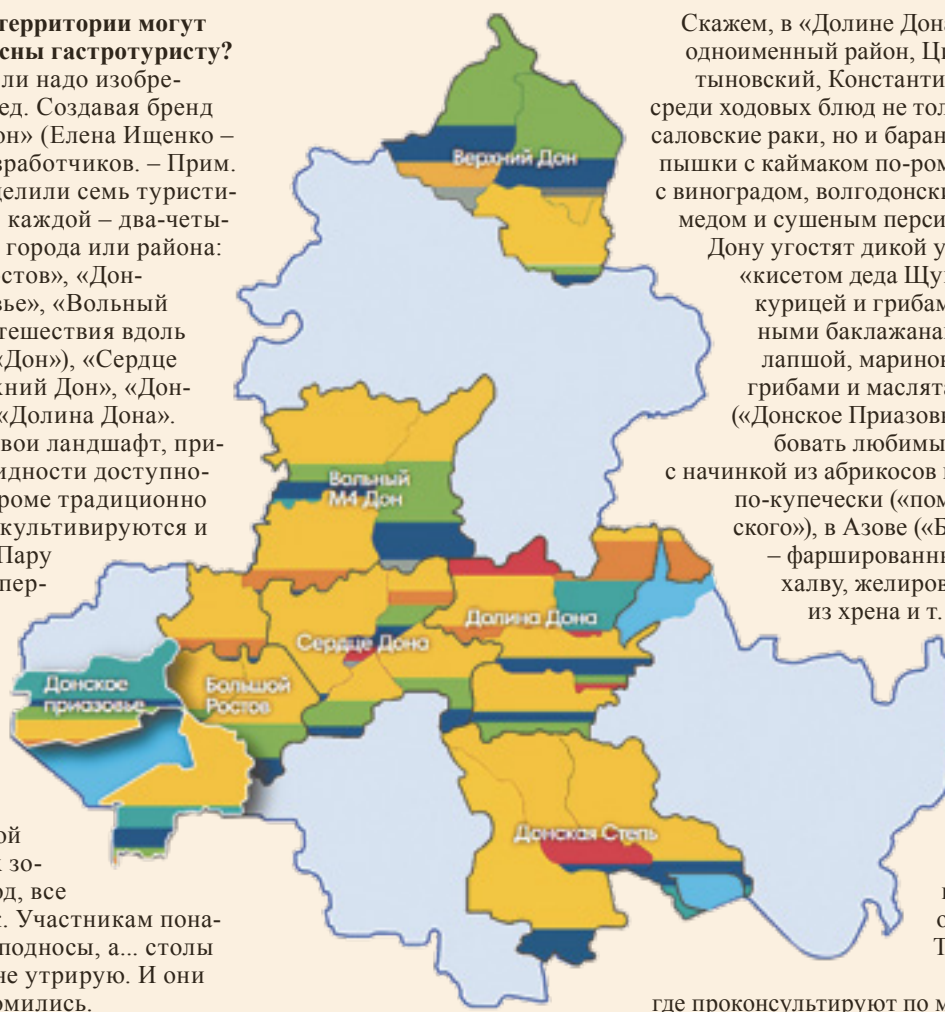 территории могут
сны гастротуристу?
ли надо изобре-
ед. Создавая бренд
он» (Елена Ищенко –
зработчиков. – Прим.
делили семь туристи-
каждой – два-четы-
города или района:
стов», «Дон-
вье», «Вольный
тешествия вдоль
«Дон»), «Сердце
хний Дон», «Дон-
«Долина Дона».
вои ландшафт, при-
идности доступно-
роме традиционно
культивируются и
Пару
пер-
ой
к зо-
од, все
. Участникам пона-
подносы, а... столы
не утрирую. И они
омились.
Верхний Дон
Вольный
М4 Дон
Долина Дона
Сердце Дона
Донское
приазовье
Большой
Ростов
Донская Степь
Скажем, в «Долине Дона
одноименный район, Ци
тыновский, Константи
среди ходовых блюд не тол
саловские раки, но и баран
пышки с каймаком по-ром
с виноградом, волгодонски
медом и сушеным перси
Дону угостят дикой у
«кисетом деда Щу
курицей и грибам
ными баклажана
лапшой, маринов
грибами и маслят
(«Донское Приазовь
бовать любимы
с начинкой из абрикосов и
по-купечески («пом
ского»), в Азове («Б
– фаршированн
халву, желиров
из хрена и т.
о
Т
где проконсультируют по м